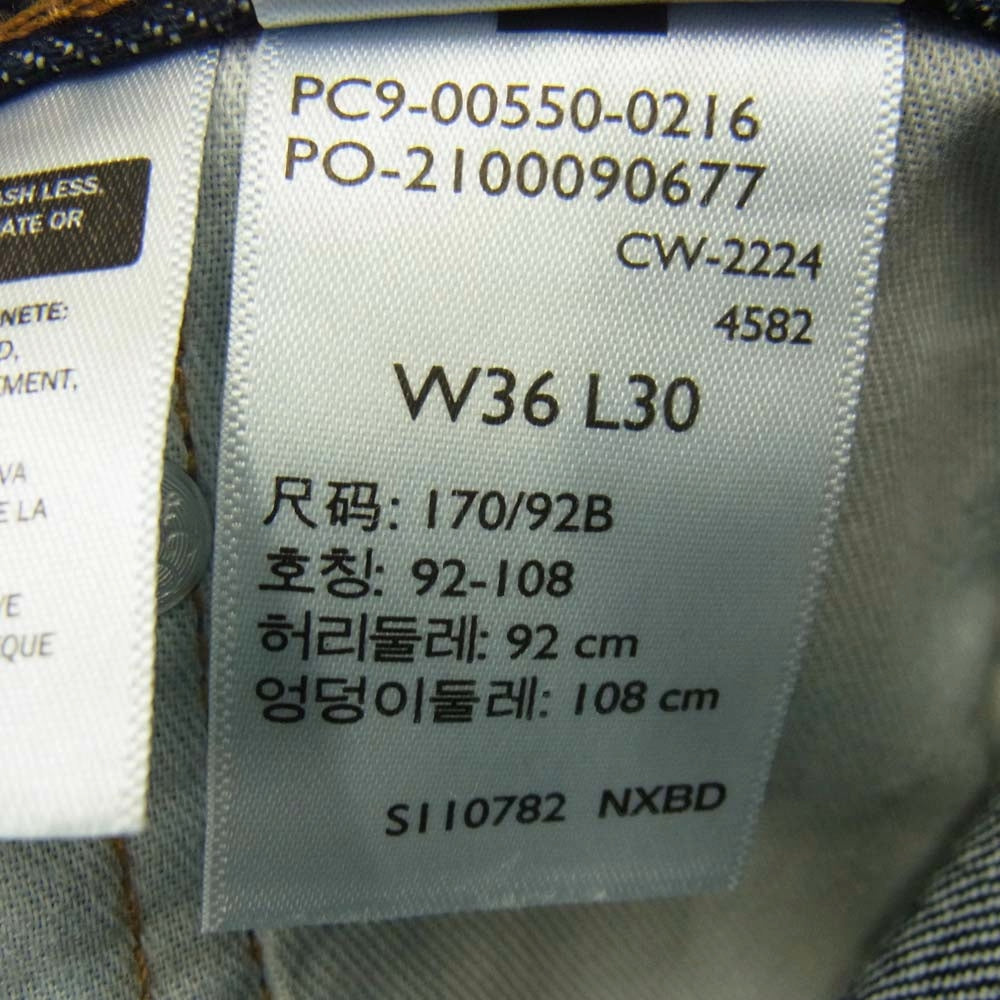 PC9-00550-0216
PO-2100090677
CW-2224
4582
W36 L30
尺码: 170/92B
호칭: 92-108
허리둘레: 92 cm
엉덩이둘레: 108 cm
S110782 NXBD
ASH LESS,
ATE OR
NETE:
D,
EMENT,
VA
E LA
VE
QUE